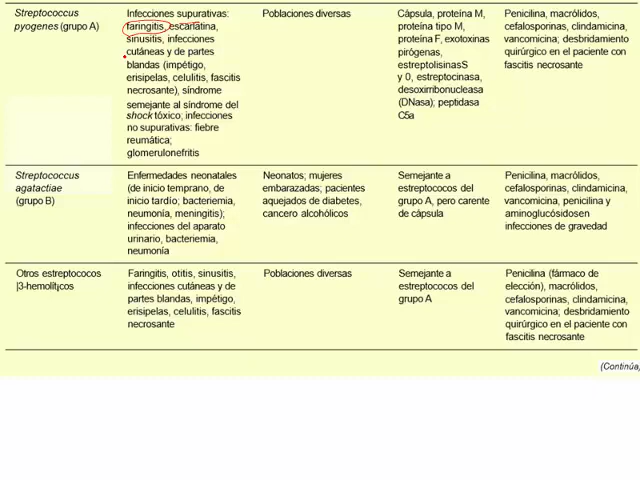 Streptococcus
pyogenes (grupo A)
Infecciones supurativas:
faringitis, escarlatina,
sinusitis, infecciones
cutáneas y de partes
blandas (impétigo,
erisipelas, celulitis, fascitis
necrosante), síndrome
semejante al síndrome del
shock tóxico; infecciones
no supurativas: fiebre
reumática;
glomerulonefritis
Poblaciones diversas
Cápsula, proteína M,
proteína tipo M,
proteína F, exotoxinas
pirógenas,
estreptolisinasS
y 0, estreptocinasa,
desoxirribonucleasa
(DNasa); peptidasa
C5a
Penicilina, macrólidos,
cefalosporinas, clindamicina,
vancomicina; desbridamiento
quirúrgico en el paciente con
fascitis necrosante
Streptococcus
agatactiae
(grupo B)
Enfermedades neonatales
(de inicio temprano, de
inicio tardío; bacteriemia,
neumonía, meningitis);
infecciones del aparato
urinario, bacteriemia,
neumonía
Neonatos; mujeres
embarazadas; pacientes
aquejados de diabetes,
cancero alcohólicos
Semejante a
estreptococos del
grupo A, pero carente
de cápsula
Penicilina, macrólidos,
cefalosporinas, clindamicina,
vancomicina, penicilina y
aminoglucósidosen
infecciones de gravedad
Otros estreptococos
|3-hemolít¡cos
Faringitis, otitis, sinusitis,
infecciones cutáneas y de
partes blandas, impétigo,
erisipelas, celulitis, fascitis
necrosante
Poblaciones diversas
Semejante a
estreptococos del
grupo A
Penicilina (fármaco de
elección), macrólidos,
cefalosporinas, clindamicina,
vancomicina; desbridamiento
quirúrgico en el paciente con
fascitis necrosante
(Continúa,